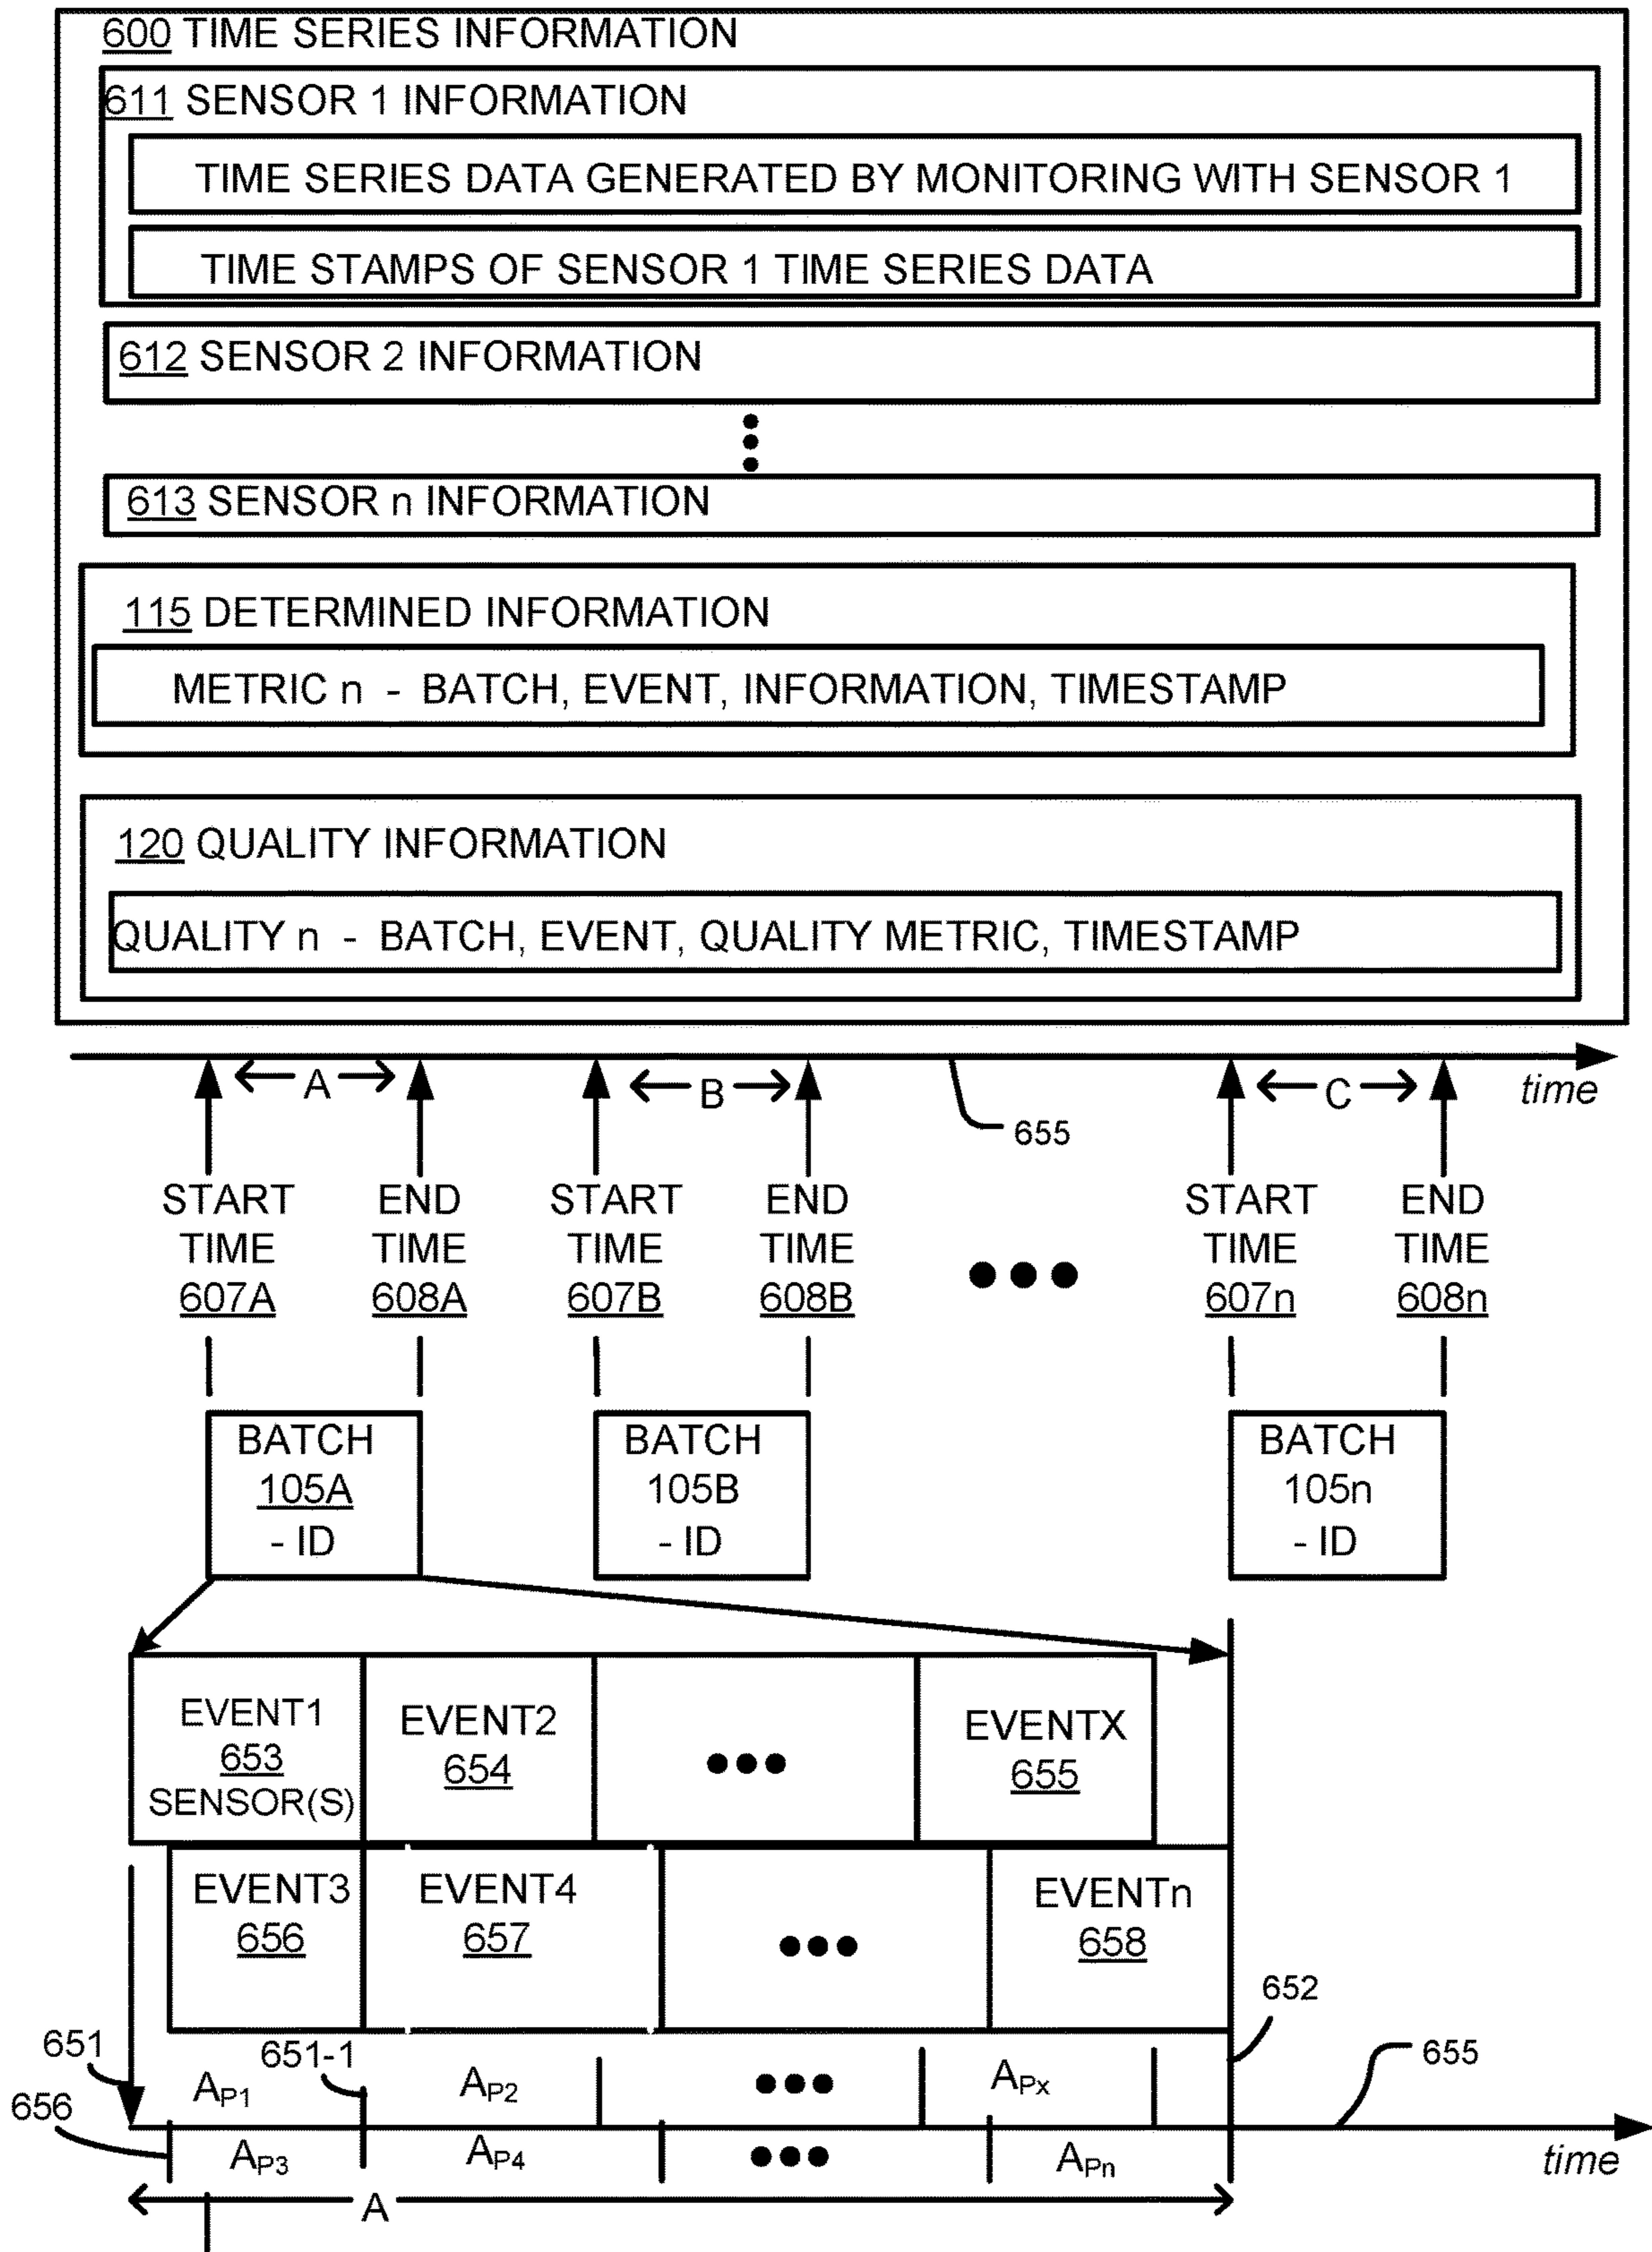 600 TIME SERIES INFORMATION
611 SENSOR 1 INFORMATION
TIME SERIES DATA GENERATED BY MONITORING WITH SENSOR 1
TIME STAMPS OF SENSOR 1 TIME SERIES DATA
612 SENSOR 2 INFORMATION
613 SENSOR n INFORMATION
115 DETERMINED INFORMATION
METRIC n - BATCH, EVENT, INFORMATION, TIMESTAMP
120 QUALITY INFORMATION
QUALITY n - BATCH, EVENT, QUALITY METRIC, TIMESTAMP
A B C time
655
START END START END START END
TIME TIME TIME TIME TIME TIME
607A 608A 607B 608B 607n 608n
BATCH BATCH BATCH
105A 105B 105n
- ID - ID - ID
EVENT1 EVENT2 EVENTX
653 654 655
SENSOR(S)
EVENT3 EVENT4 EVENTn
656 657 658
652
651 651-1 655
AP1 AP2 APx
656
AP3 AP4 APn time
A